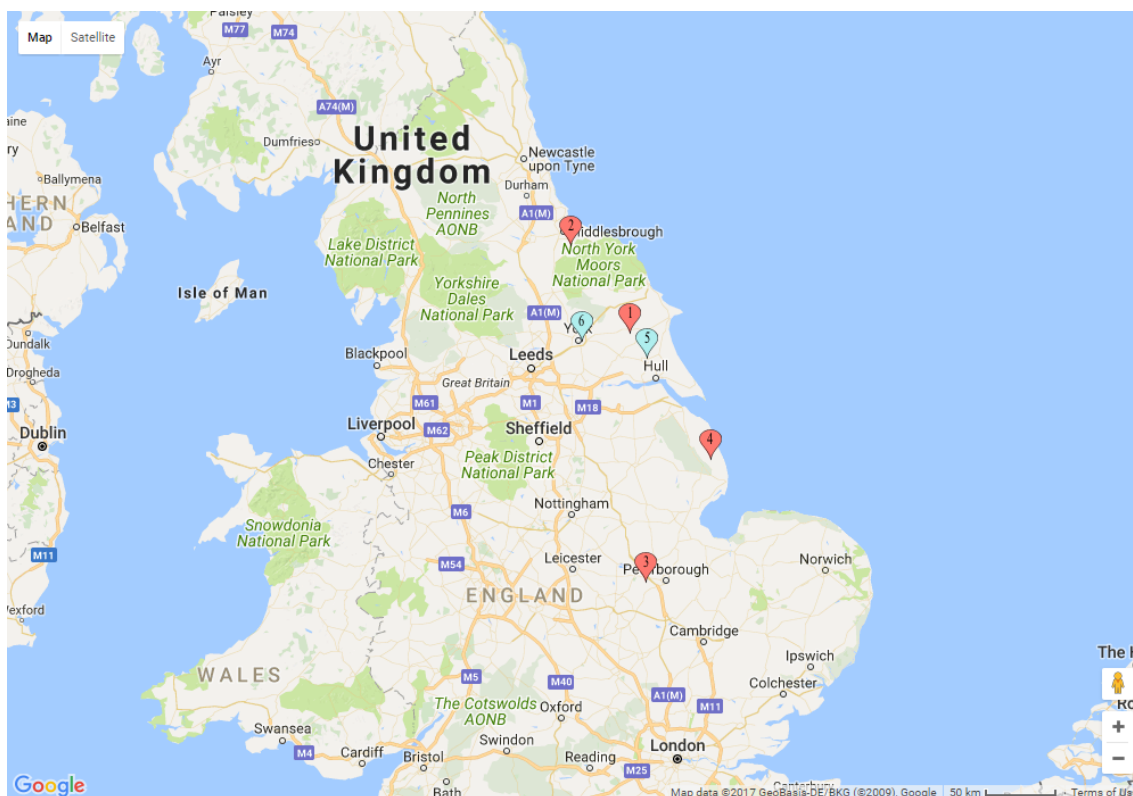 Map Satellite
Paisley
M77
M74
Ayr
A74(M)
Dumfries
United
Kingdom
Newcastle
upon Tyne
Durham
North
Pennines
AONB
A1(M)
2
Middlesbrough
Ballymena
Belfast
Lake District
National Park
North York
Moors
National Park
Isle of Man
Yorkshire
Dales
National Park
A1(M)
6
York
1
5
Hull
Dundalk
Drogheda
Blackpool
Leeds
Great Britain
M61
M1
M18
M62
Liverpool
Sheffield
4
Dublin
Chester
Peak District
National Park
Nottingham
Snowdonia
National Park
M6
M11
M54
Leicester
3
Peterborough
Norwich
ENGLAND
Cambridge
Ipswich
WALES
M5
M40
A1(M)
M11
Colchester
The Cotswolds
AONB
Oxford
Swansea
M4
Cardiff
Swindon
Bristol
Reading
London
M25
Bath
Canterbury
Google
Map data ©2017 GeoBasis-DE/BKG (©2009), Google 50 km Terms of Us